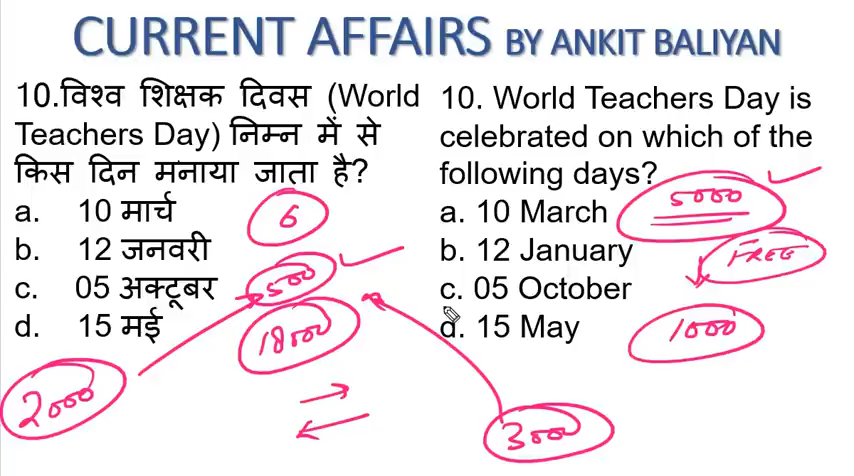 CURRENT AFFAIRS BY ANKIT BALIYAN
10.विश्व शिक्षक दिवस (World
Teachers Day) निम्न में से
किस दिन मनाया जाता है?
a. 10 मार्च
b. 12 जनवरी
c. 05 अक्टूबर
d. 15 मई
10. World Teachers Day is
celebrated on which of the
following days?
a. 10 March
b. 12 January
c. 05 October
d. 15 May
6
500
18000
2000
5000
FREE
1000
3000